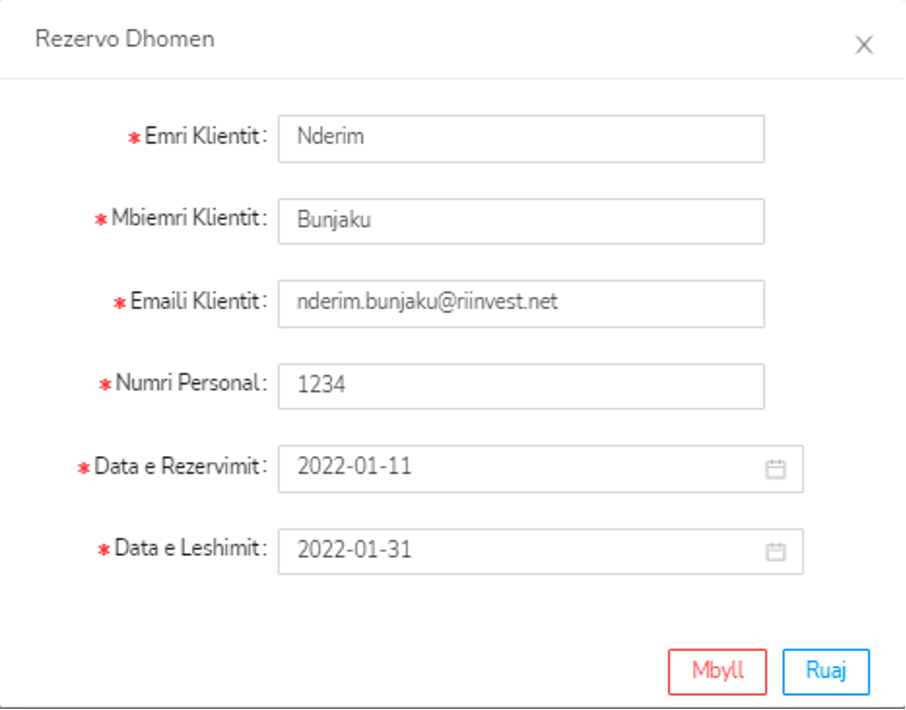 Rezervo Dhomen
* Emri Klientit: Nderim
* Mbiemri Klientit: Bunjaku
* Emaili Klientit: nderim.bunjaku@riinvest.net
* Numri Personal: 1234
* Data e Rezervimit: 2022-01-11
* Data e Leshimit: 2022-01-31
Mbyll Ruaj